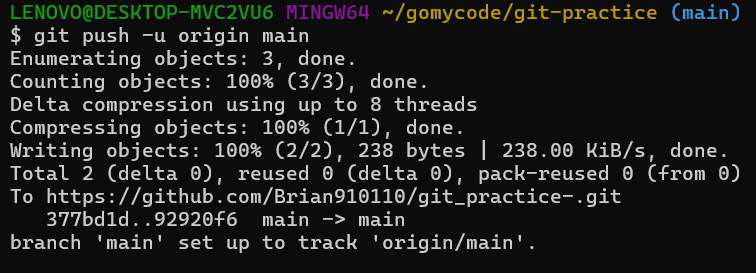 LENOVO@DESKTOP-MVC2VU6 MINGW64 ~/gomycode/git-practice (main)
$ git push -u origin main
Enumerating objects: 3, done.
Counting objects: 100% (3/3), done.
Delta compression using up to 8 threads
Compressing objects: 100% (1/1), done.
Writing objects: 100% (2/2), 238 bytes | 238.00 KiB/s, done.
Total 2 (delta 0), reused 0 (delta 0), pack-reused 0 (from 0)
To https://github.com/Brian910110/git_practice-.git
   377bd1d..92920f6  main -> main
branch 'main' set up to track 'origin/main'.